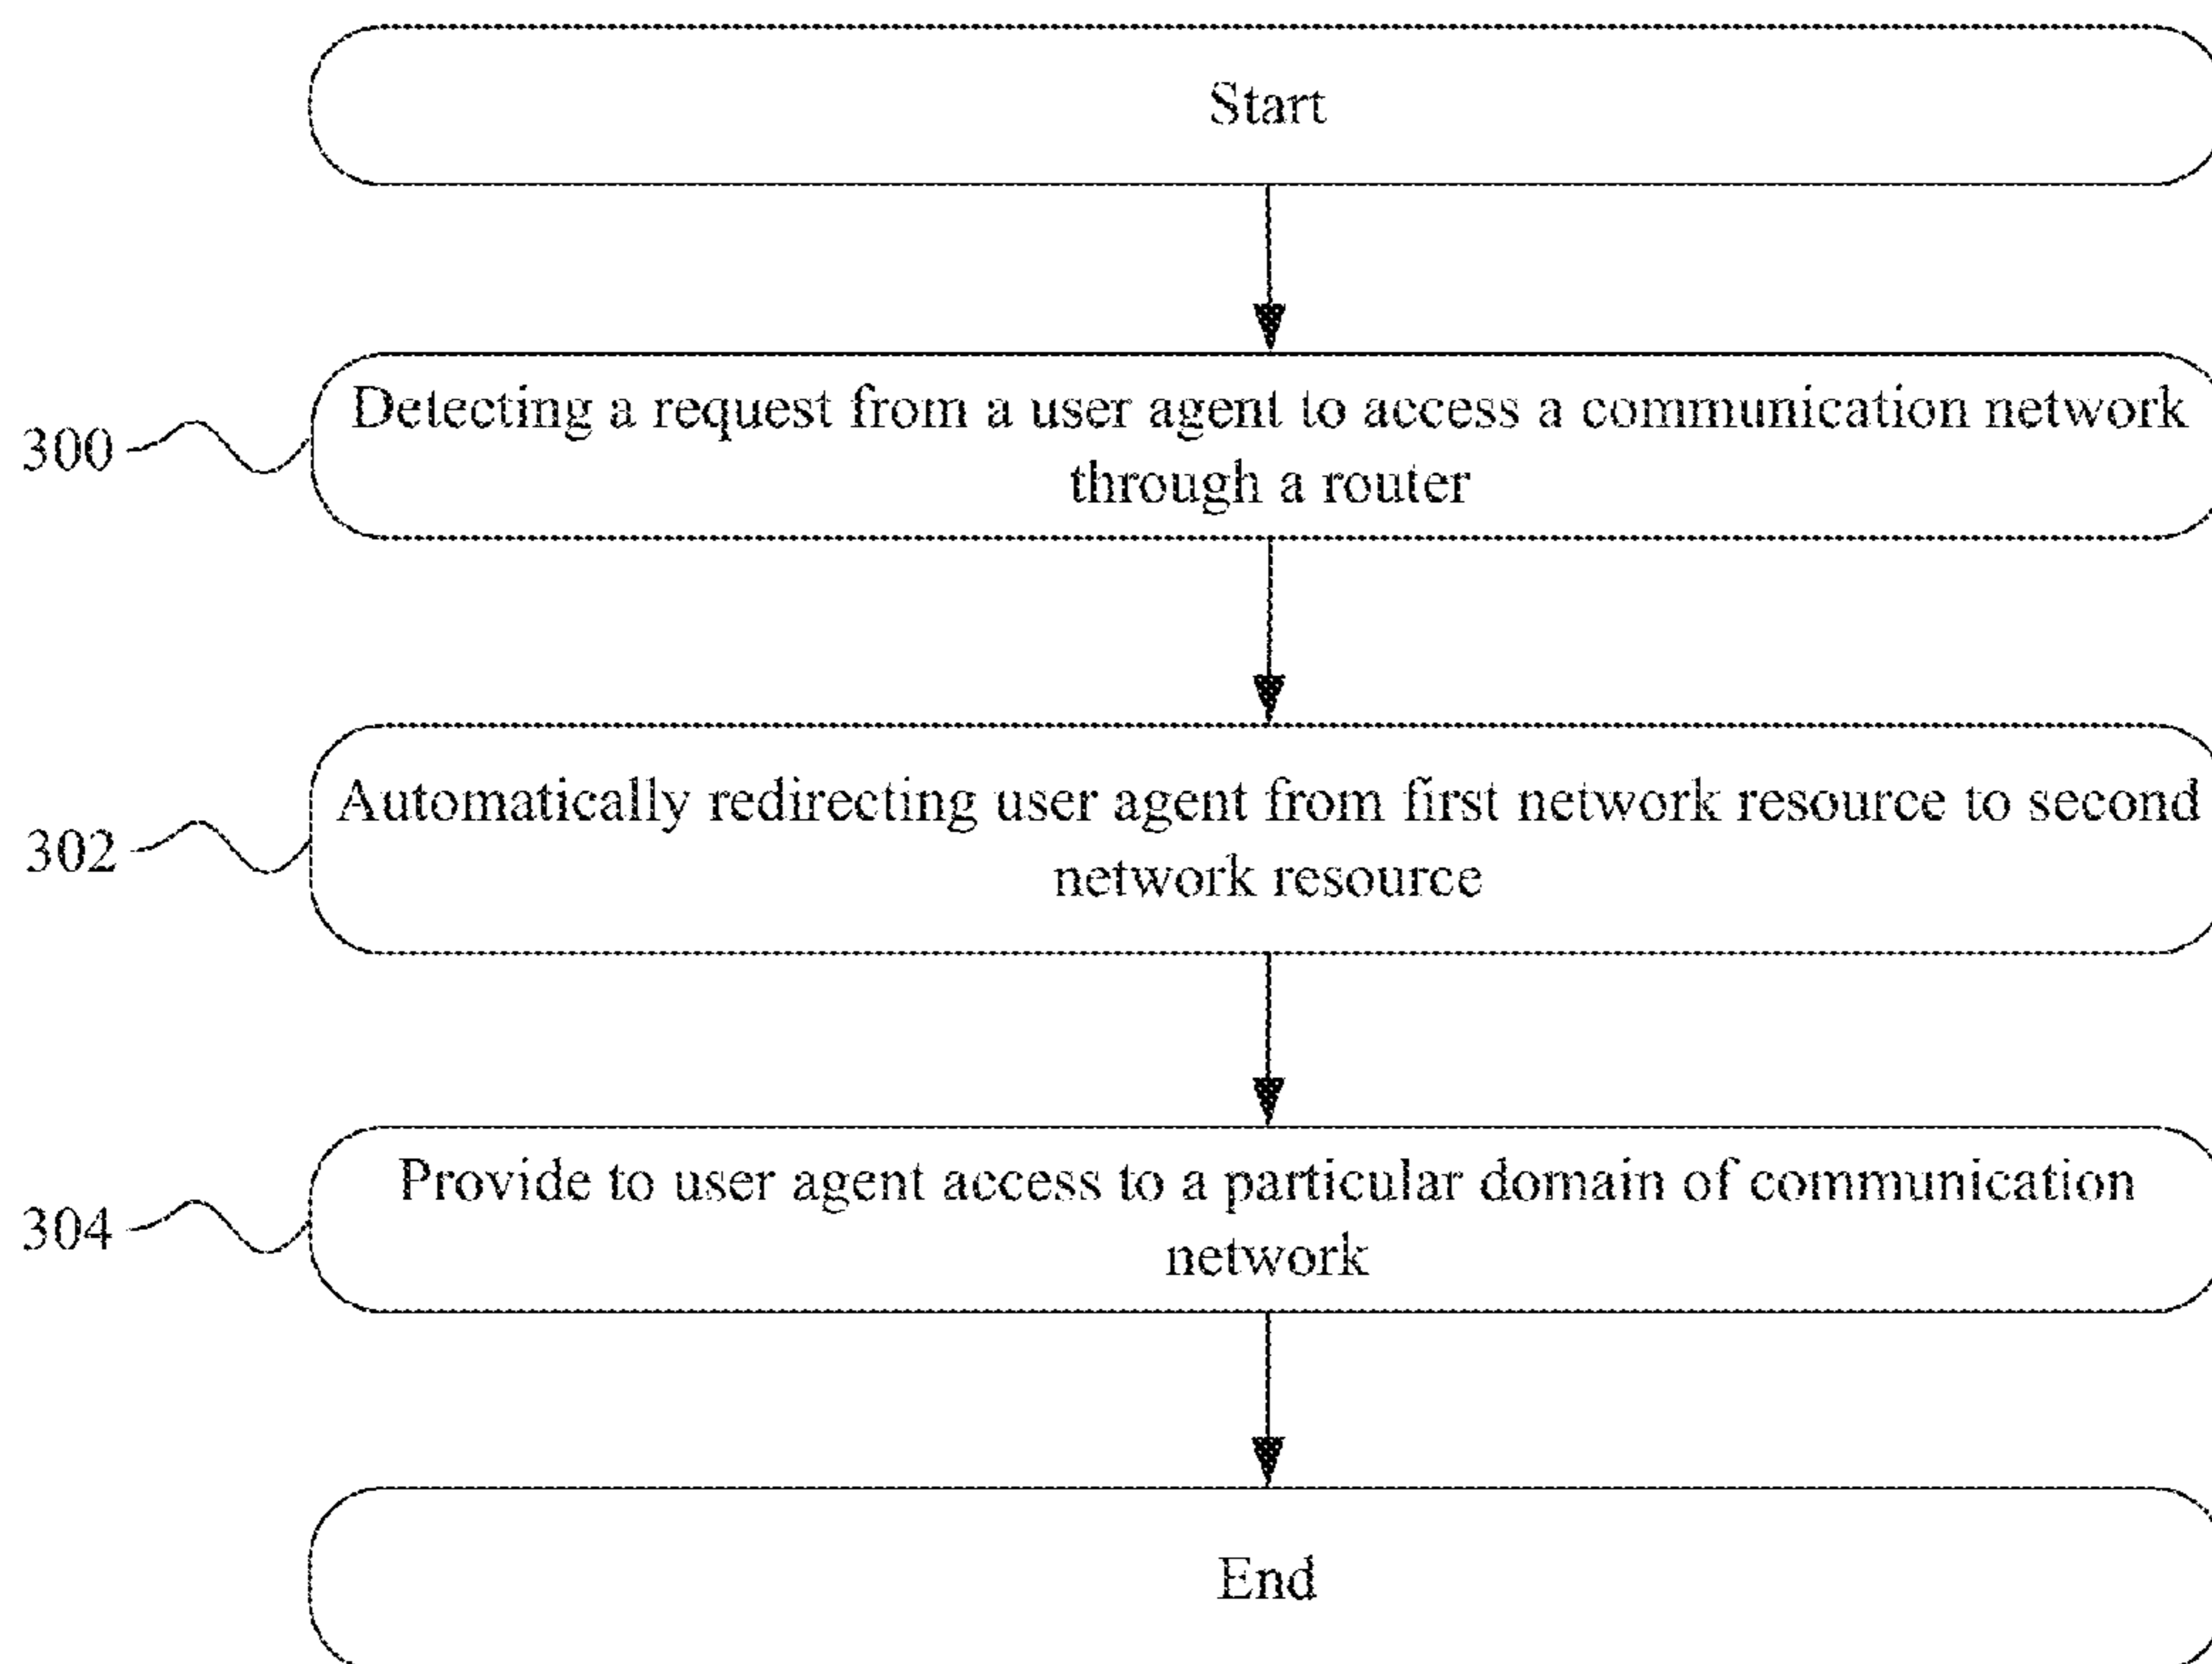 Start
300
Detecting a request from a user agent to access a communication network
through a router
302
Automatically redirecting user agent from first network resource to second
network resource
304
Provide to user agent access to a particular domain of communication
network
End